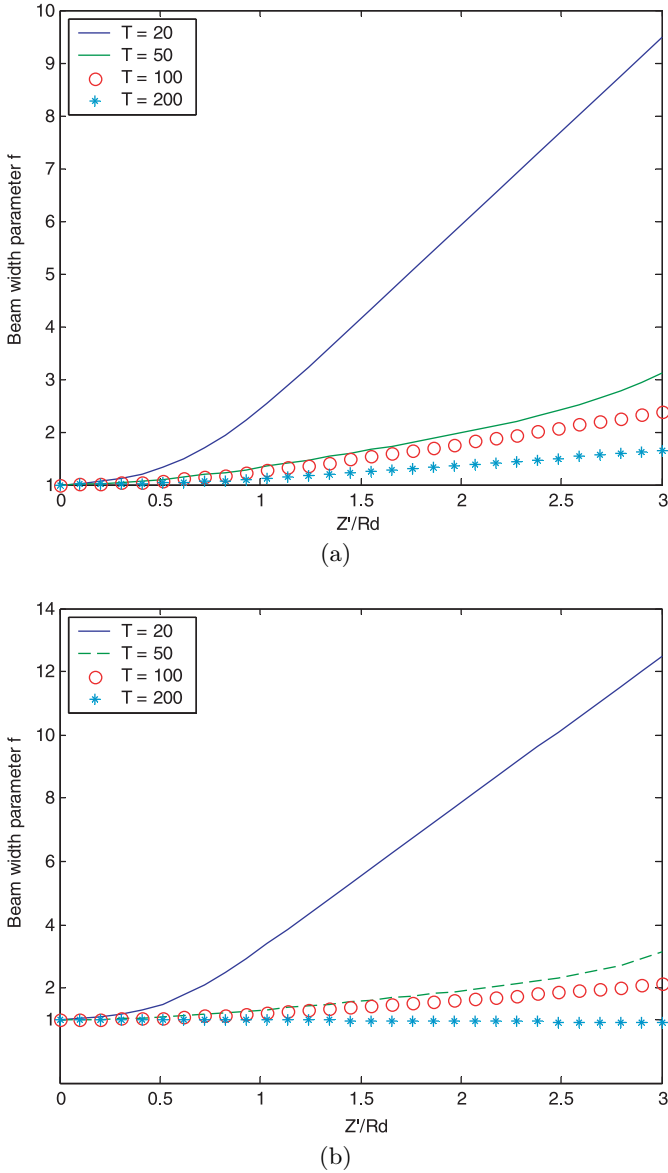 10
9
8
7
6
5
4
3
2
1
Beam width parameter f
T = 20
T = 50
T = 100
T = 200
0 0.5 1 1.5 2 2.5 3
Z'/Rd
(a)
14
12
10
8
6
4
2
1
Beam width parameter f
T = 20
T = 50
T = 100
T = 200
0 0.5 1 1.5 2 2.5 3
Z'/Rd
(b)